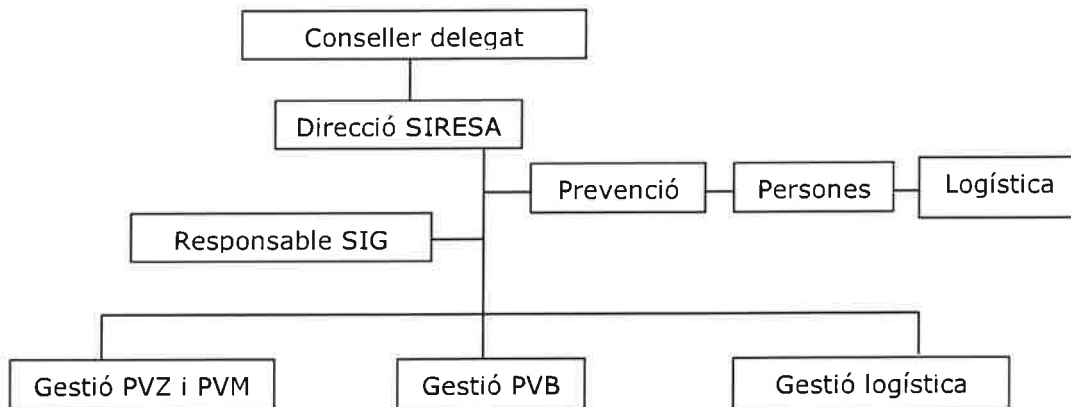 Conseller delegat
Direcció SIRESA
Prevenció
Persones
Logística
Responsable SIG
Gestió PVZ i PVM
Gestió PVB
Gestió logística